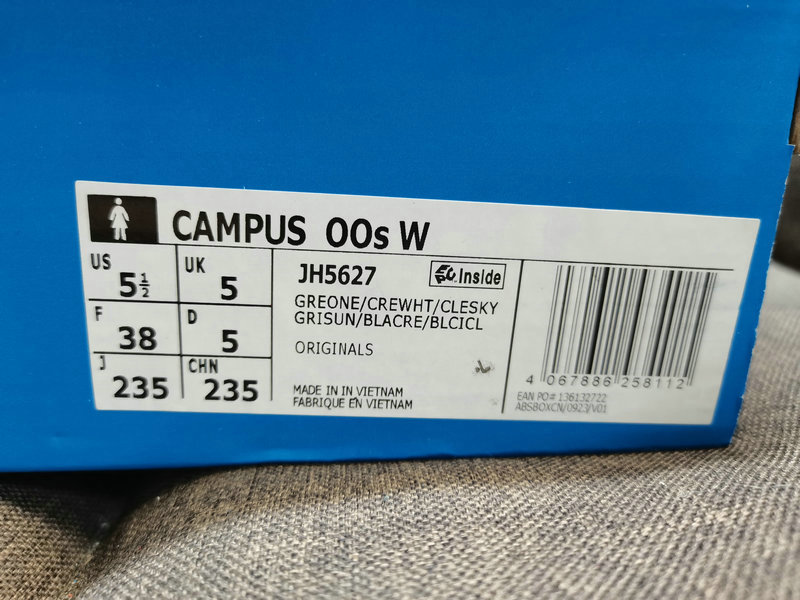 CAMPUS 00s W
US 5½
UK 5
F 38
D 5
J 235
CHN 235
JH5627
Inside
GREONE/CREWHT/CLESKY
GRISUN/BLACRE/BLCICL
ORIGINALS
MADE IN IN VIETNAM
FABRIQUE EN VIETNAM
4 067886 258112
EAN PO# 136132722
ABSBOXCN/0923/V01